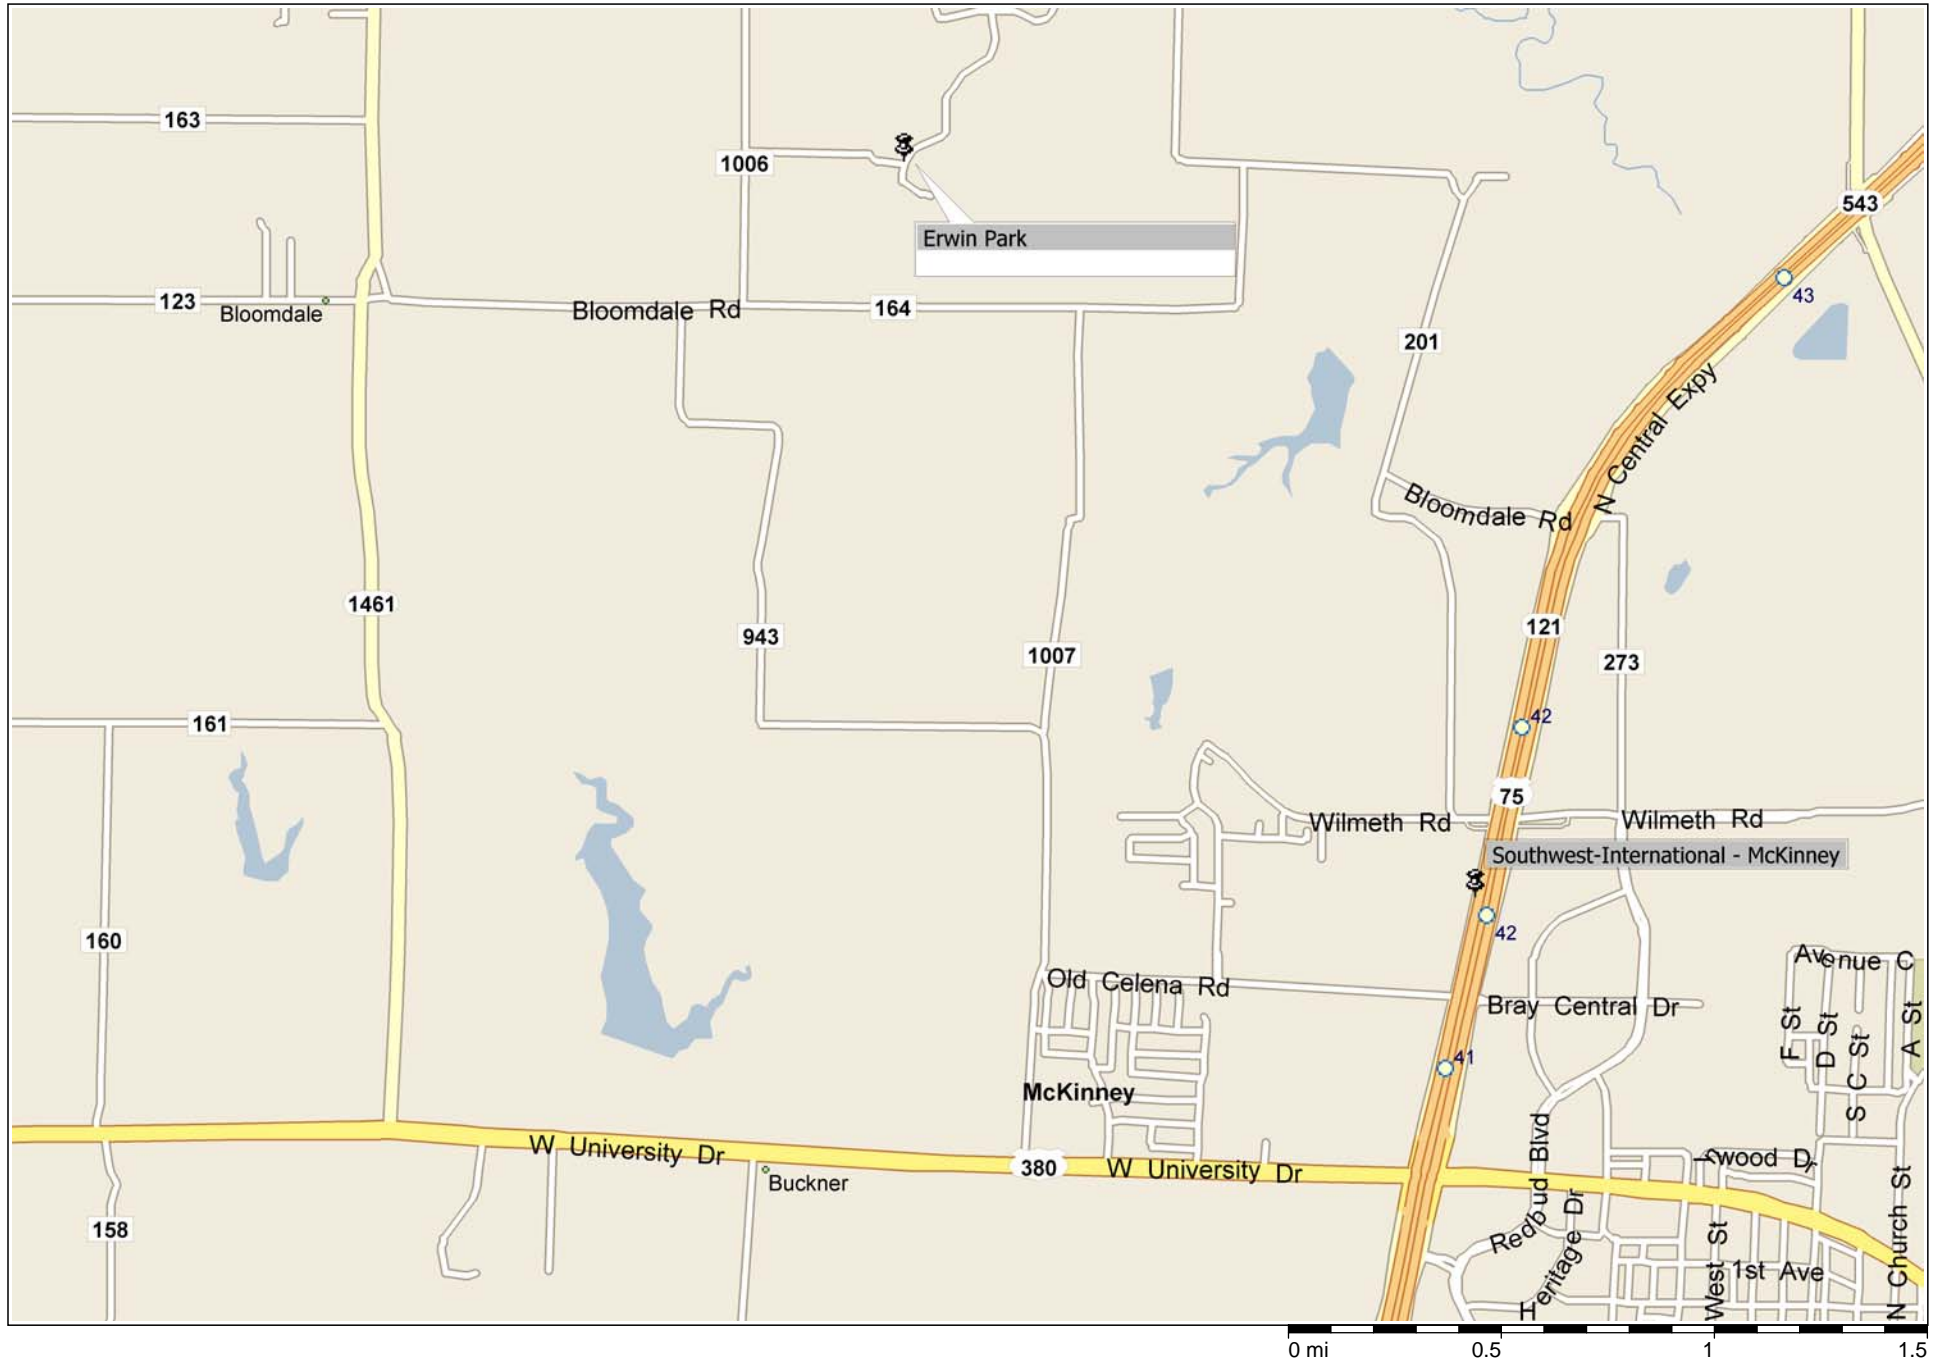 163
1006
543
Erwin Park
43
123
Bloomdale
Bloomdale Rd
164
201
N Central Expy
Bloomdale Rd
1461
121
943
1007
273
42
161
75
Wilmeth Rd
Wilmeth Rd
Southwest-International - McKinney
42
160
Avenue C
Old Celena Rd
Bray Central Dr
F St
D St
S C St
A St
41
McKinney
W University Dr
380
W University Dr
Buckner
Redbud Blvd
wood Dr
158
Heritage Dr
West St
1st Ave
N Church St
0 mi
0.5
1
1.5